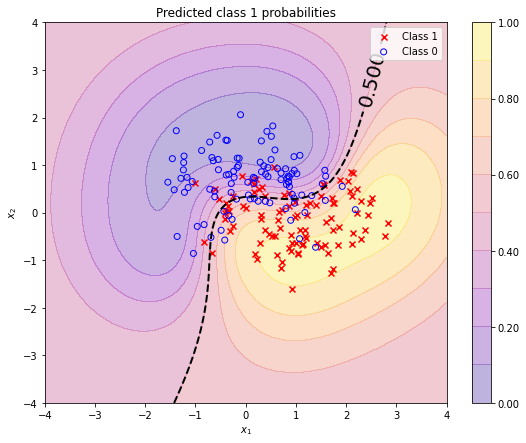 Predicted class 1 probabilities
Class 1
Class 0
0.500
4
3
2
1
0
−1
−2
−3
−4
x₂
−4 −3 −2 −1 0 1 2 3 4
x₁
1.00
0.80
0.60
0.40
0.20
0.00